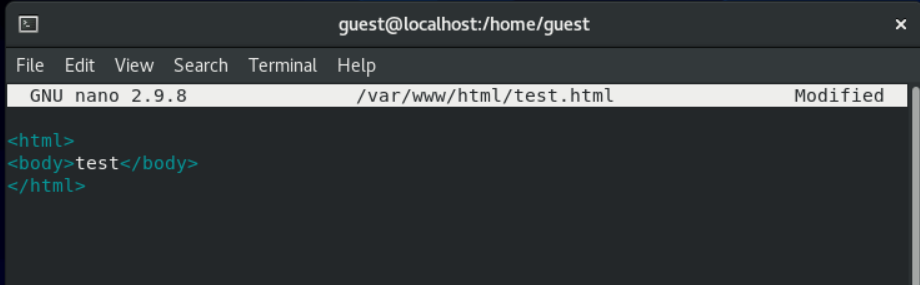 guest@localhost:/home/guest ×
File Edit View Search Terminal Help
GNU nano 2.9.8 /var/www/html/test.html Modified
<html>
<body>test</body>
</html>